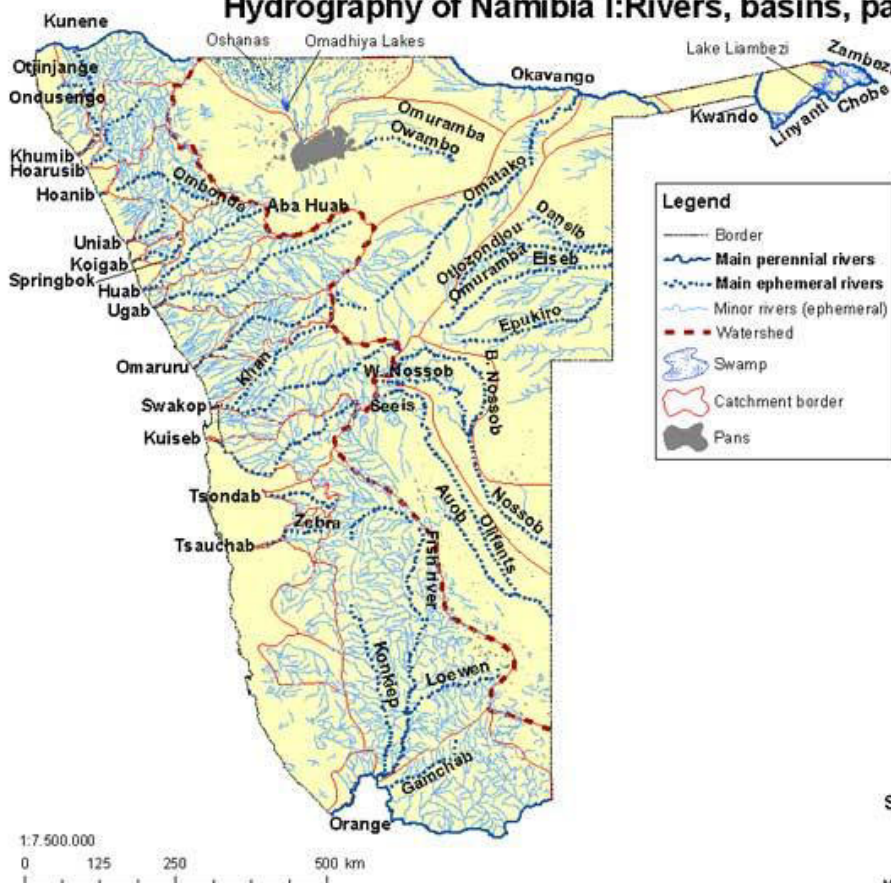 Hydrography of Namibia I:Rivers, basins, pa
Kunene
Oshanas
Omadhiya Lakes
Lake Liambezi
Zambez
Otjinjange
Okavango
Ondusengo
Chobe
Omuramba
Kwando
Linyanti
Owambo
Khumib
Hoarusib
Hoanib
Ombonde
Omatako
Aba Huab
Daneib
Otjozondjou
Uniab
Koigab
Eiseb
Omuramba
Springbok
Huab
Ugab
Epukiro
Omaruru
Khan
W. Nossob
B. Nossob
Swakop
Seeis
Kuiseb
Tsondab
Auob
Nossob
Zebra
Olifants
Tsauchab
Fish river
Konkiep
Loewen
Gamchab
Orange
Legend
Border
Main perennial rivers
Main ephemeral rivers
Minor rivers (ephemeral)
Watershed
Swamp
Catchment border
Pans
1:7.500.000
0 125 250 500 km